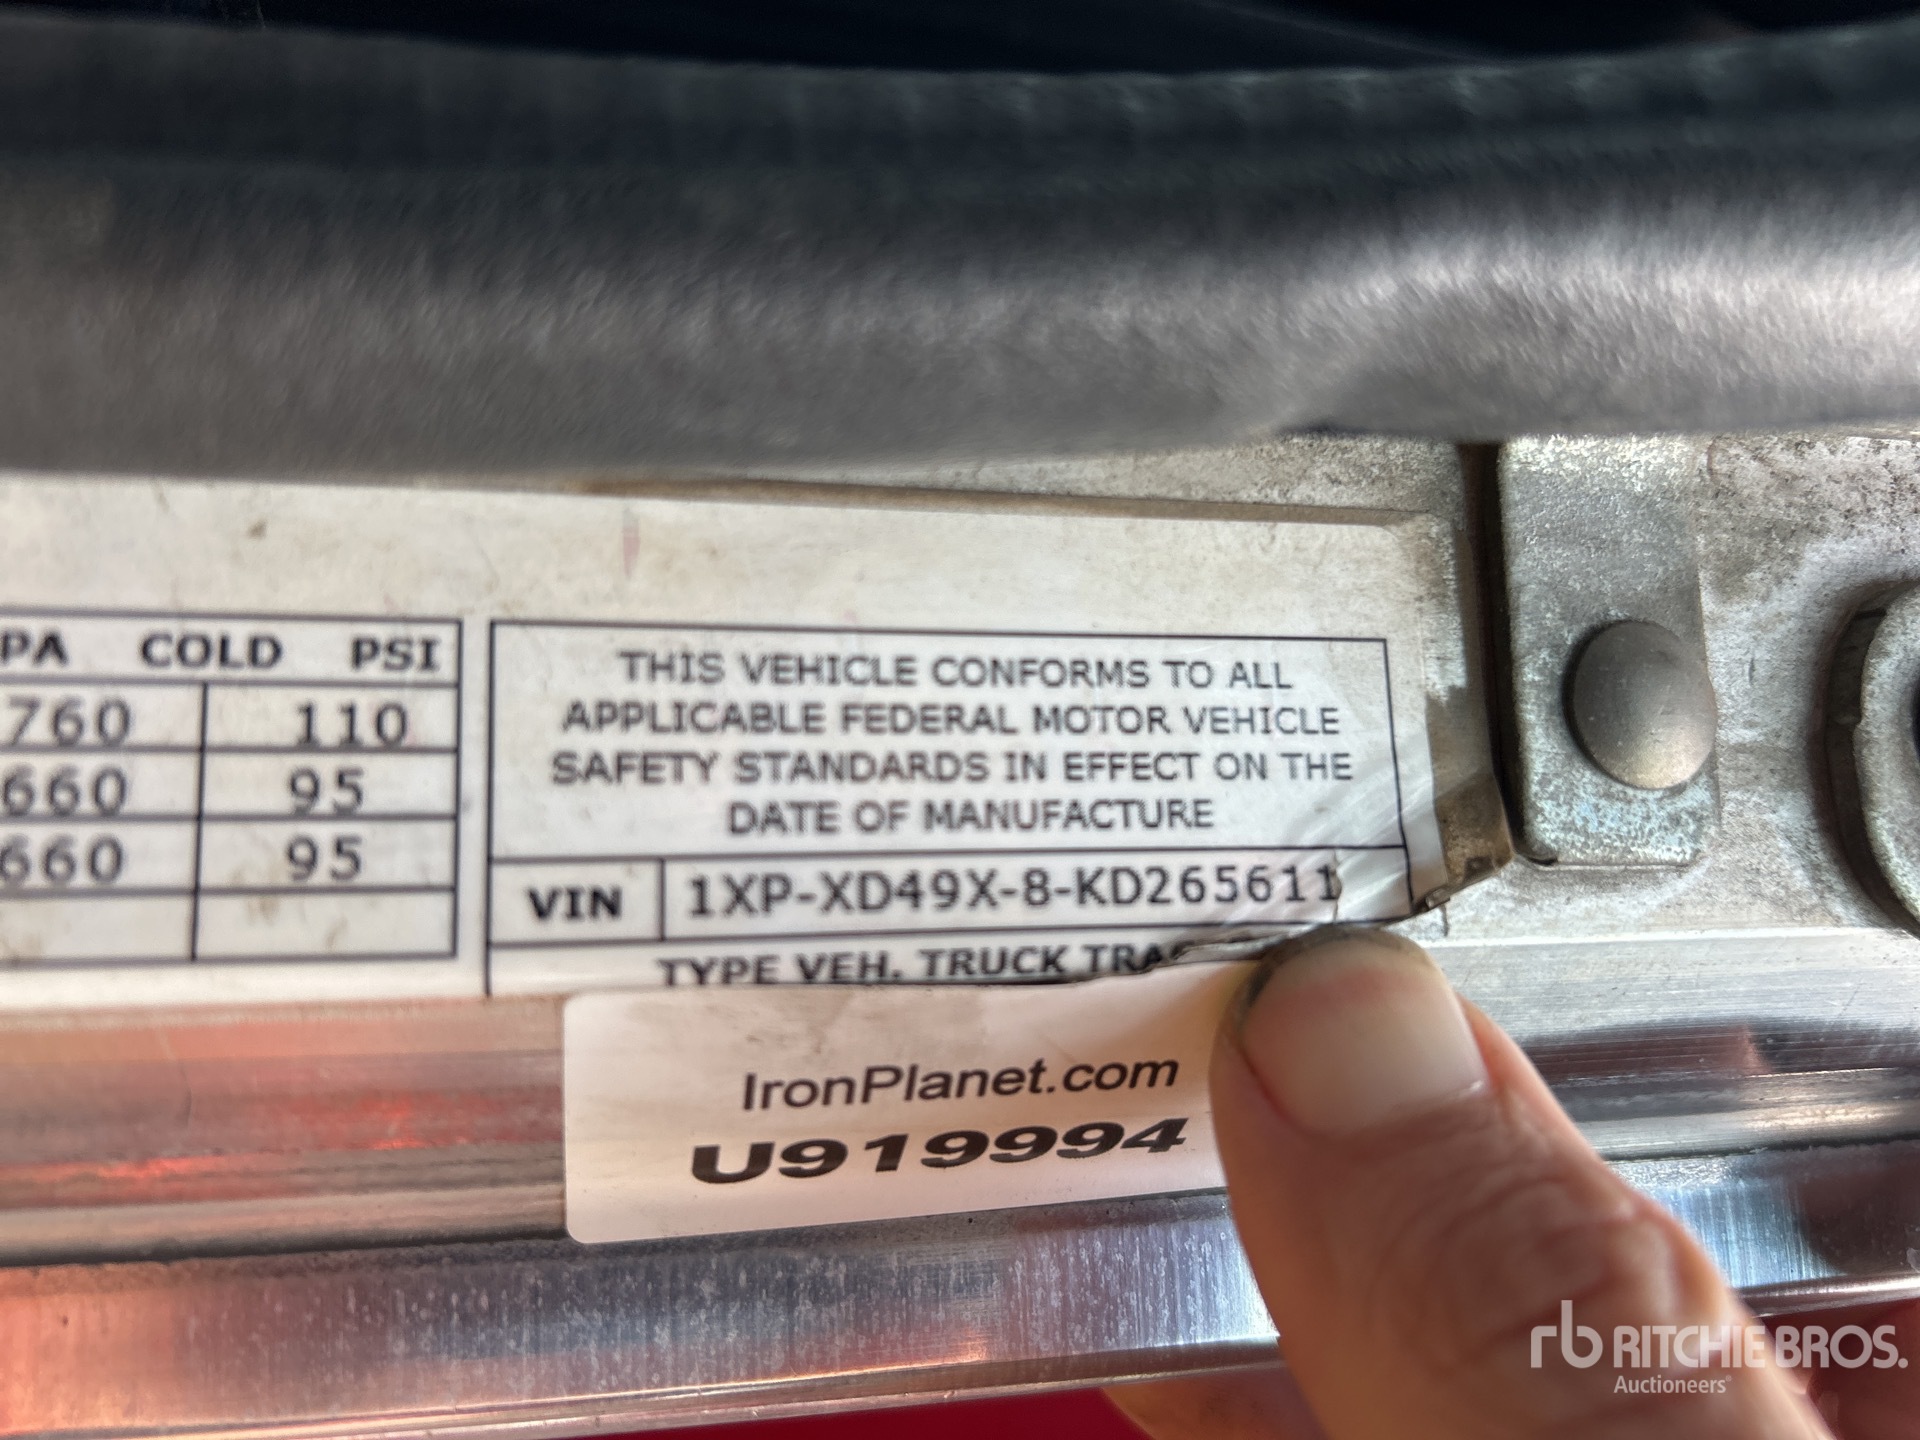 PA COLD PSI
760 110
660 95
660 95
THIS VEHICLE CONFORMS TO ALL
APPLICABLE FEDERAL MOTOR VEHICLE
SAFETY STANDARDS IN EFFECT ON THE
DATE OF MANUFACTURE
VIN 1XP-XD49X-8-KD265611
TYPE VEH. TRUCK TRA
IronPlanet.com
U919994
rb RITCHIE BROS.
Auctioneers